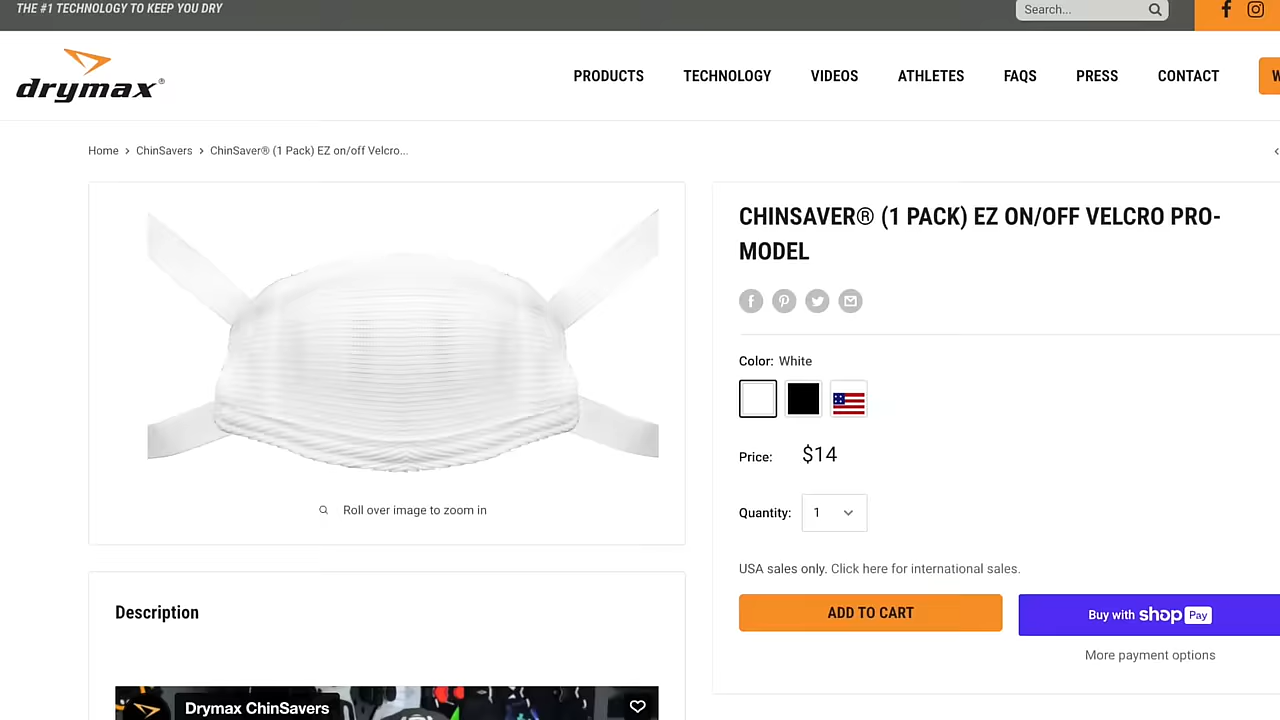 THE #1 TECHNOLOGY TO KEEP YOU DRY
Search...
drymax®
PRODUCTS
TECHNOLOGY
VIDEOS
ATHLETES
FAQS
PRESS
CONTACT
Home > ChinSavers > ChinSaver® (1 Pack) EZ on/off Velcro...
CHINSAVER® (1 PACK) EZ ON/OFF VELCRO PRO-
MODEL
Color: White
Price: $14
Quantity: 1
Roll over image to zoom in
USA sales only. Click here for international sales.
ADD TO CART
Buy with shop Pay
More payment options
Description
Drymax ChinSavers